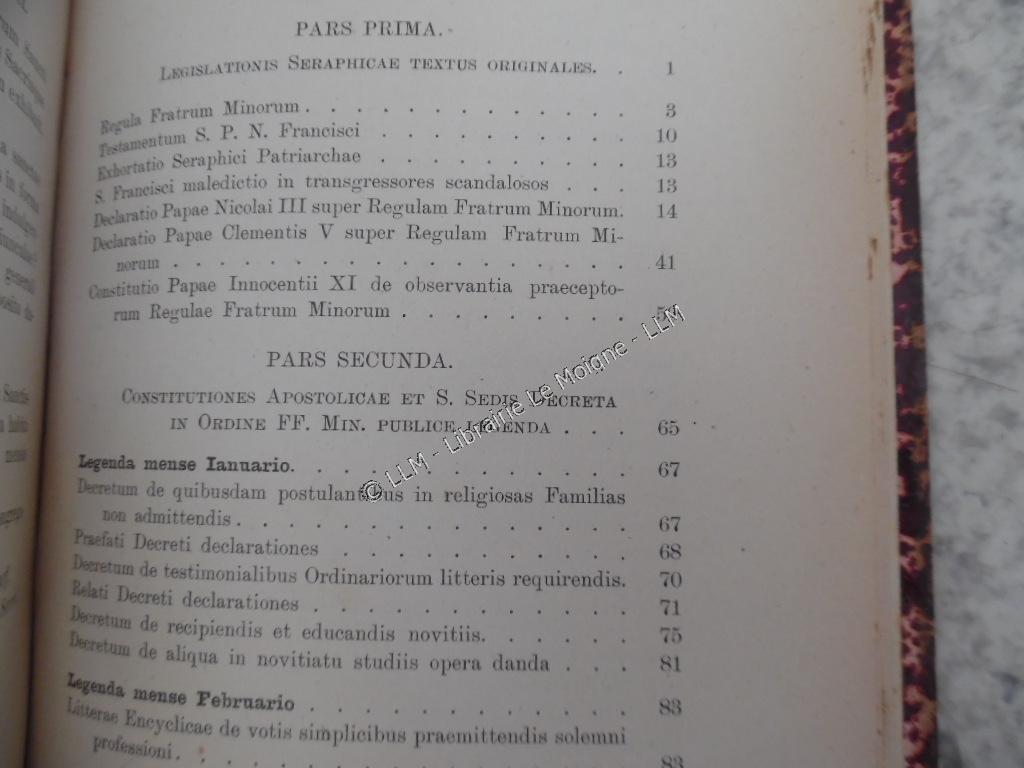 PARS PRIMA.
LEGISLATIONIS SERAPHICAE TEXTUS ORIGINALES. . 1
Regula Fratrum Minorum . . . . . . . . . . . . 3
Testamentum S. P. N. Francisci . . . . . . . . . . 10
Exhortatio Seraphici Patriarchae . . . . . . . . . 13
S. Francisci maledictio in transgressores scandalosos . . . 13
Declaratio Papae Nicolai III super Regulam Fratrum Minorum. 14
Declaratio Papae Clementis V super Regulam Fratrum Mi-
norum . . . . . . . . . . . . . . . 41
Constitutio Papae Innocentii XI de observantia praecepto-
rum Regulae Fratrum Minorum . . . . . . . . .
PARS SECUNDA.
CONSTITUTIONES APOSTOLICAE ET S. SEDIS DECRETA
IN ORDINE FF. MIN. PUBLICE LEGENDA . . . 65
Legenda mense Ianuario. . . . . . . . . . . . . 67
Decretum de quibusdam postulantibus in religiosas Familias
non admittendis . . . . . . . . . . . . . . 67
Praefati Decreti declarationes . . . . . . . . . . . 68
Decretum de testimonialibus Ordinariorum litteris requirendis. 70
Relati Decreti declarationes . . . . . . . . . . . . 71
Decretum de recipiendis et educandis novitiis. . . . . . 75
Decretum de aliqua in novitiatu studiis opera danda . . . 81
Legenda mense Februario . . . . . . . . . . . . 83
Litterae Encyclicae de votis simplicibus praemittendis solemni
professioni. . . . . . . . . . . . . . . . . 83
© LLM - Librairie Le Moigne - LLM